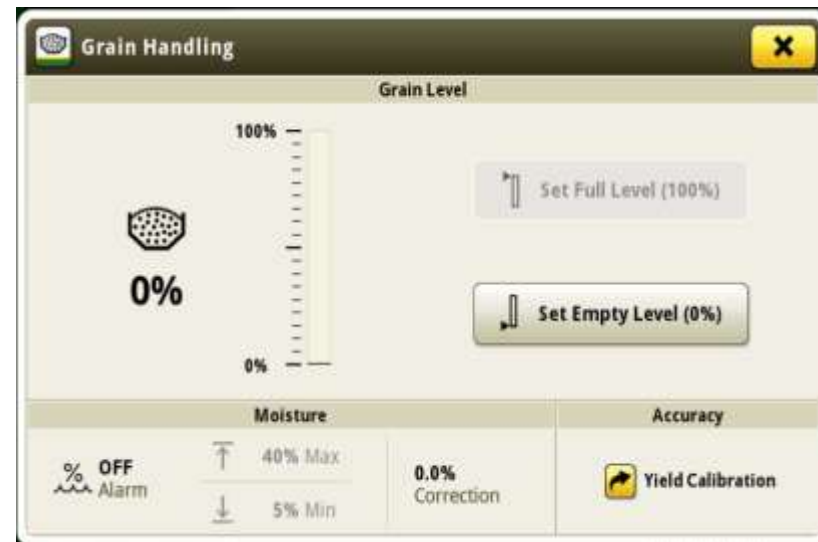 Grain Handling
Grain Level
100%
0%
0%
Set Full Level (100%)
Set Empty Level (0%)
Moisture
% OFF
Alarm
40% Max
5% Min
0.0%
Correction
Accuracy
Yield Calibration